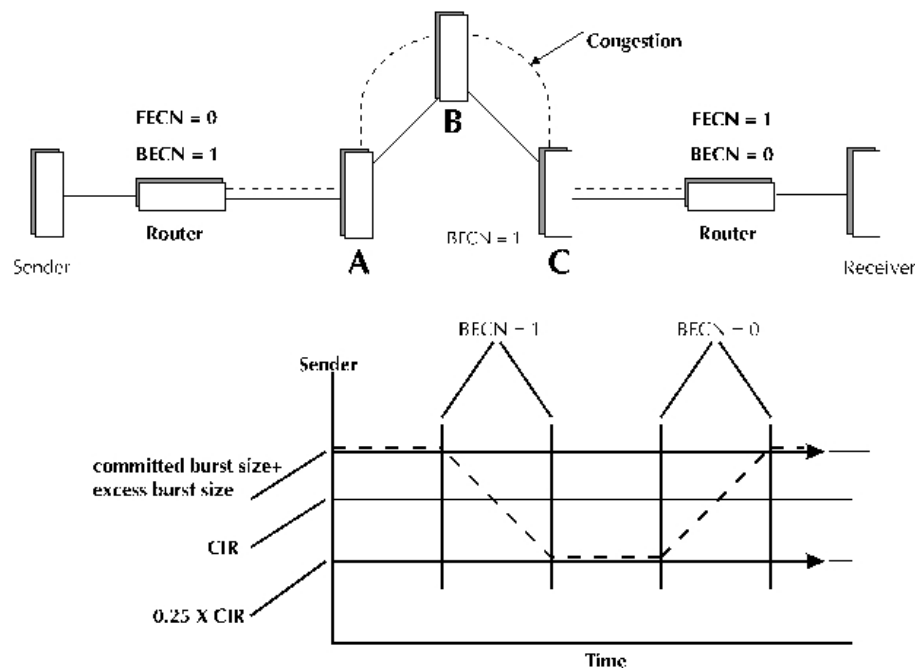 Congestion
B
FECN = 0
BECN = 1
FECN = 1
BECN = 0
Router
BECN = 1
Router
A
C
Sender
Receiver
BECN = 1
BECN = 0
Sender
committed burst size+
excess burst size
CIR
0.25 X CIR
Time